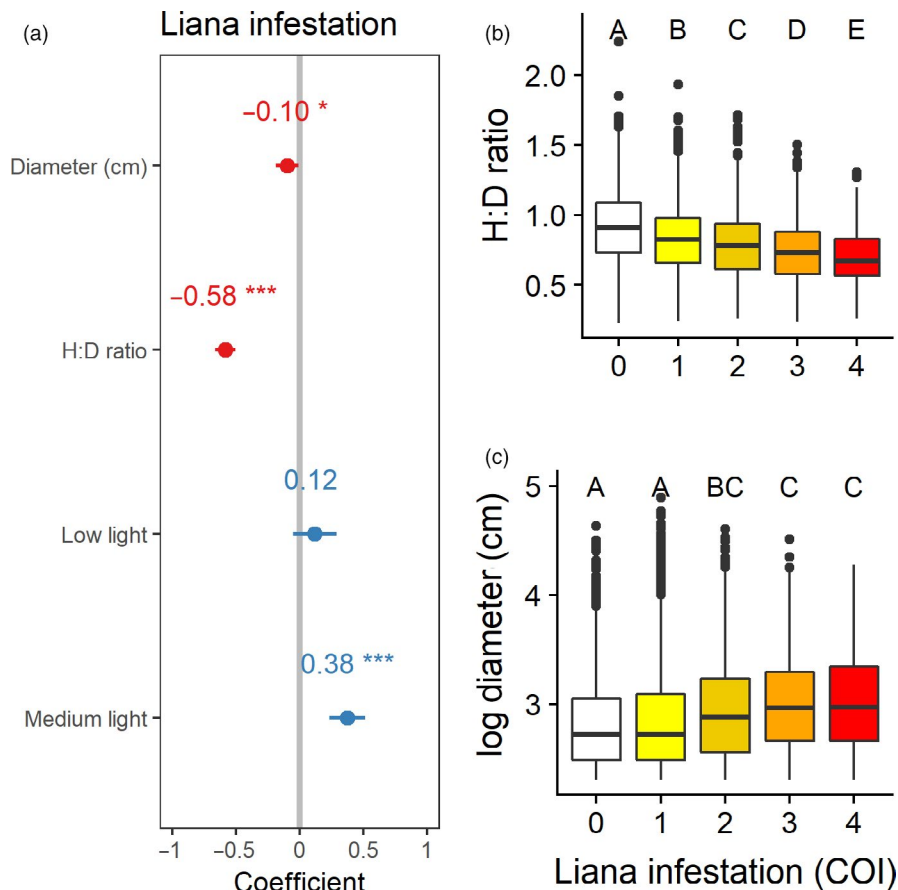 (a)
Liana infestation
−0.10 *
Diameter (cm)
−0.58 ***
H:D ratio
0.12
Low light
0.38 ***
Medium light
−1 −0.5 0 0.5 1
Coefficient
(b)
A B C D E
2.0
1.5
1.0
0.5
H:D ratio
0 1 2 3 4
(c)
5
A A BC C C
4
3
log diameter (cm)
0 1 2 3 4
Liana infestation (COI)